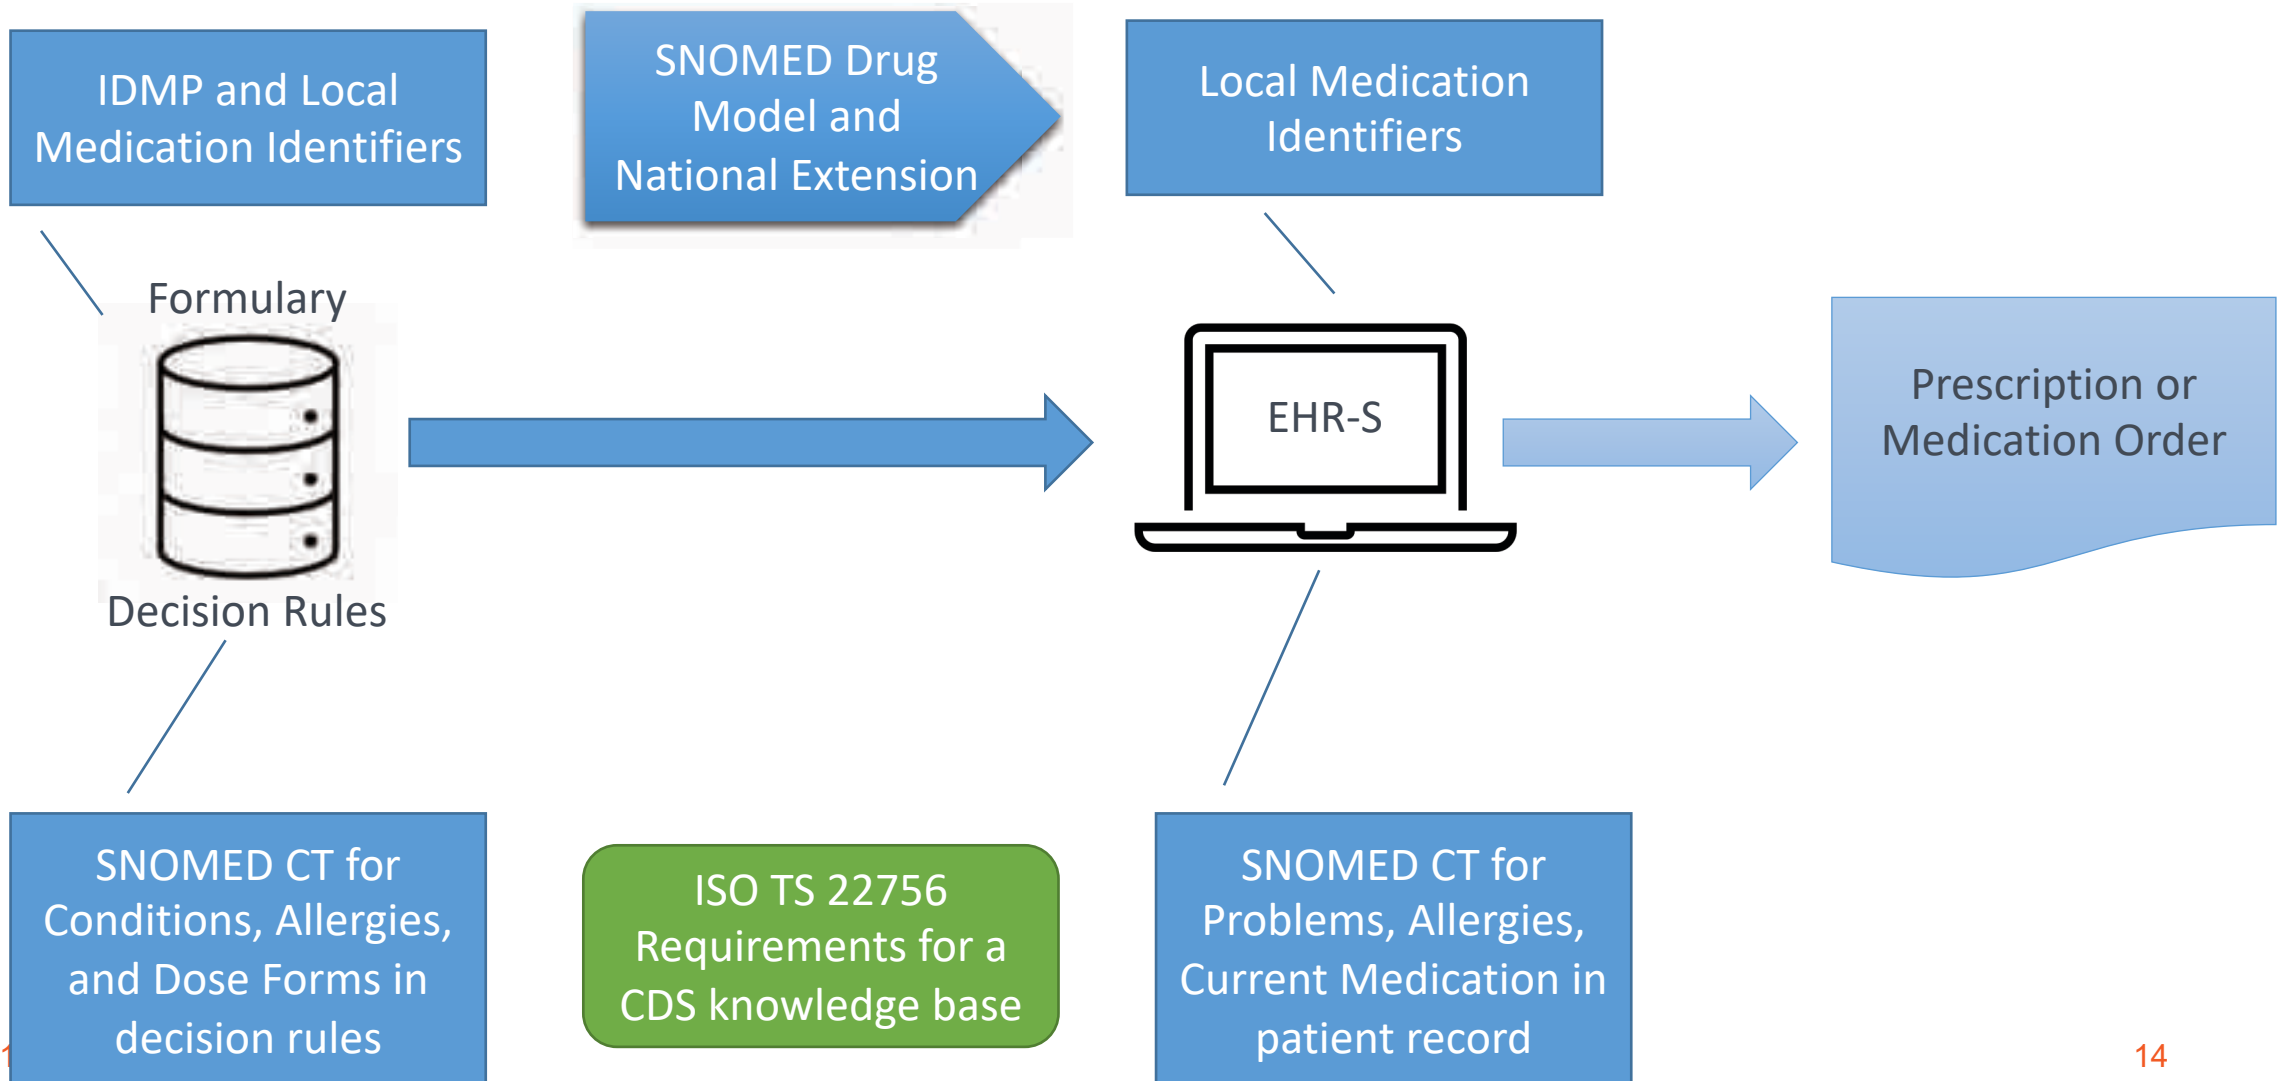 IDMP and Local
Medication Identifiers
SNOMED Drug
Model and
National Extension
Local Medication
Identifiers
Formulary
Decision Rules
EHR-S
Prescription or
Medication Order
SNOMED CT for
Conditions, Allergies,
and Dose Forms in
decision rules
ISO TS 22756
Requirements for a
CDS knowledge base
SNOMED CT for
Problems, Allergies,
Current Medication in
patient record
14